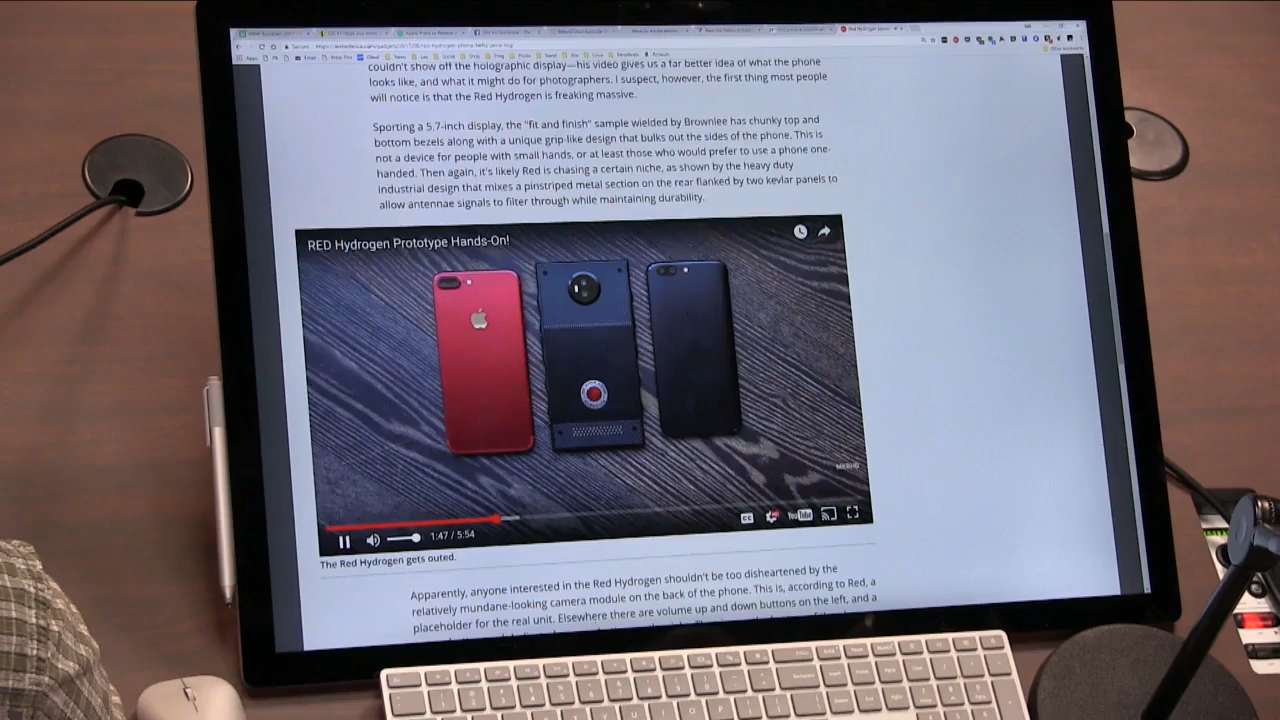 couldn't show off the holographic display—his video gives us a far better idea of what the phone
looks like, and what it might do for photographers. I suspect, however, the first thing most people
will notice is that the Red Hydrogen is freaking massive.
Sporting a 5.7-inch display, the "fit and finish" sample wielded by Brownlee has chunky top and
bottom bezels along with a unique grip-like design that bulks out the sides of the phone. This is
not a device for people with small hands, or at least those who would prefer to use a phone one-
handed. Then again, it's likely Red is chasing a certain niche, as shown by the heavy duty
industrial design that mixes a pinstriped metal section on the rear flanked by two kevlar panels to
allow antennae signals to filter through while maintaining durability.
RED Hydrogen Prototype Hands-On!
MKBHD
CC
YouTube
1:47 / 5:54
The Red Hydrogen gets outed.
Apparently, anyone interested in the Red Hydrogen shouldn't be too disheartened by the
relatively mundane-looking camera module on the back of the phone. This is, according to Red, a
placeholder for the real unit. Elsewhere there are volume up and down buttons on the left, and a